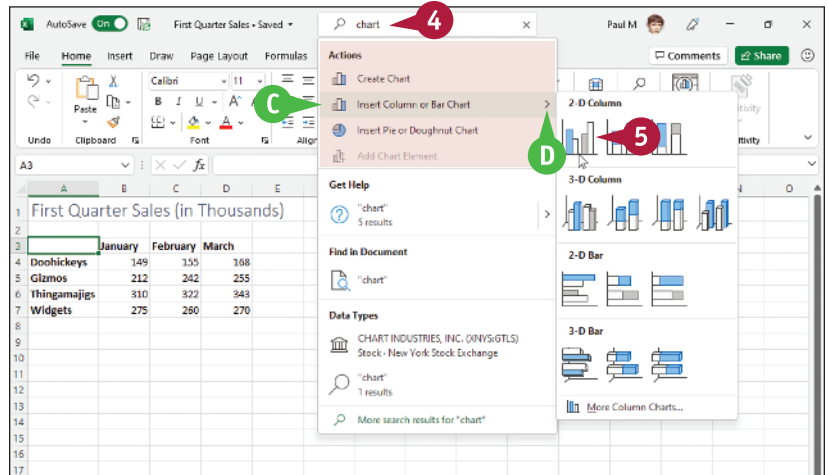 AutoSave On First Quarter Sales • Saved chart 4 Paul M
File Home Insert Draw Page Layout Formulas Comments Share
Actions
Create Chart
C Insert Column or Bar Chart
D
Insert Pie or Doughnut Chart
Add Chart Element
Get Help
"chart"
5 results
Find in Document
"chart"
Data Types
CHART INDUSTRIES, INC. (XNYS:GTLS)
Stock - New York Stock Exchange
"chart"
1 results
More search results for "chart"
2-D Column
5
3-D Column
2-D Bar
3-D Bar
More Column Charts...
Calibri 11
Paste B I U A A
A
Undo Clipboard Font
A3 fx
A B C D E O
1 First Quarter Sales (in Thousands)
2
3 January February March
4 Doohickeys 149 155 168
5 Gizmos 212 242 255
6 Thingamajigs 310 322 343
7 Widgets 275 260 270
8
9
10
11
12
13
14
15
16
17